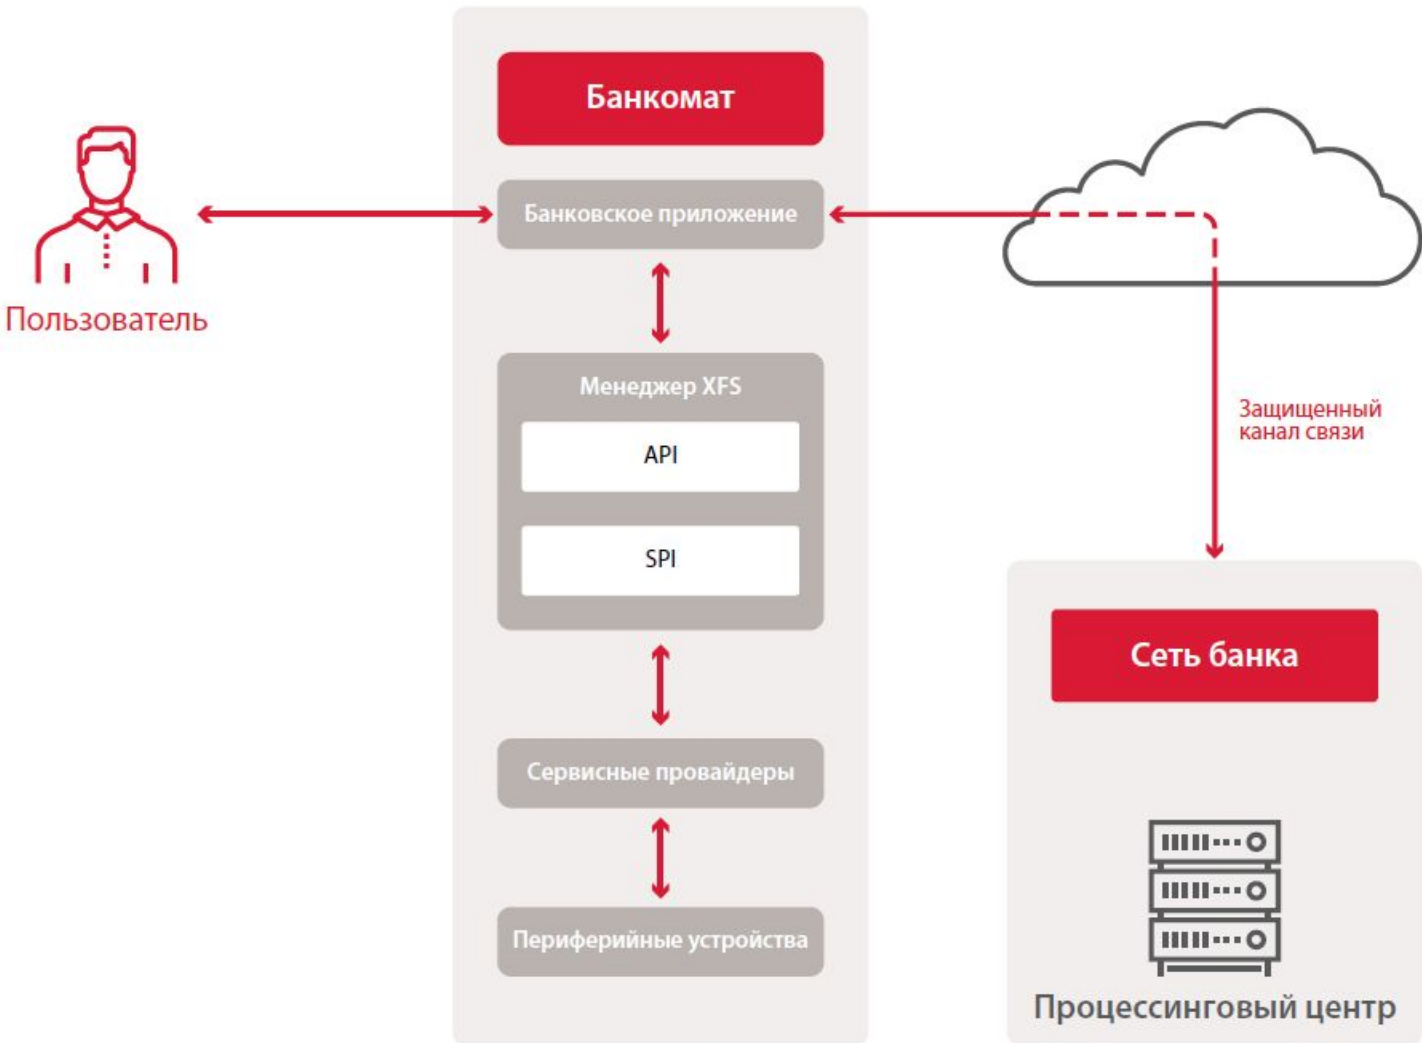 Банкомат
Банковское приложение
Пользователь
Менеджер XFS
API
SPI
Сервисные провайдеры
Периферийные устройства
Защищенный
канал связи
Сеть банка
Процессинговый центр